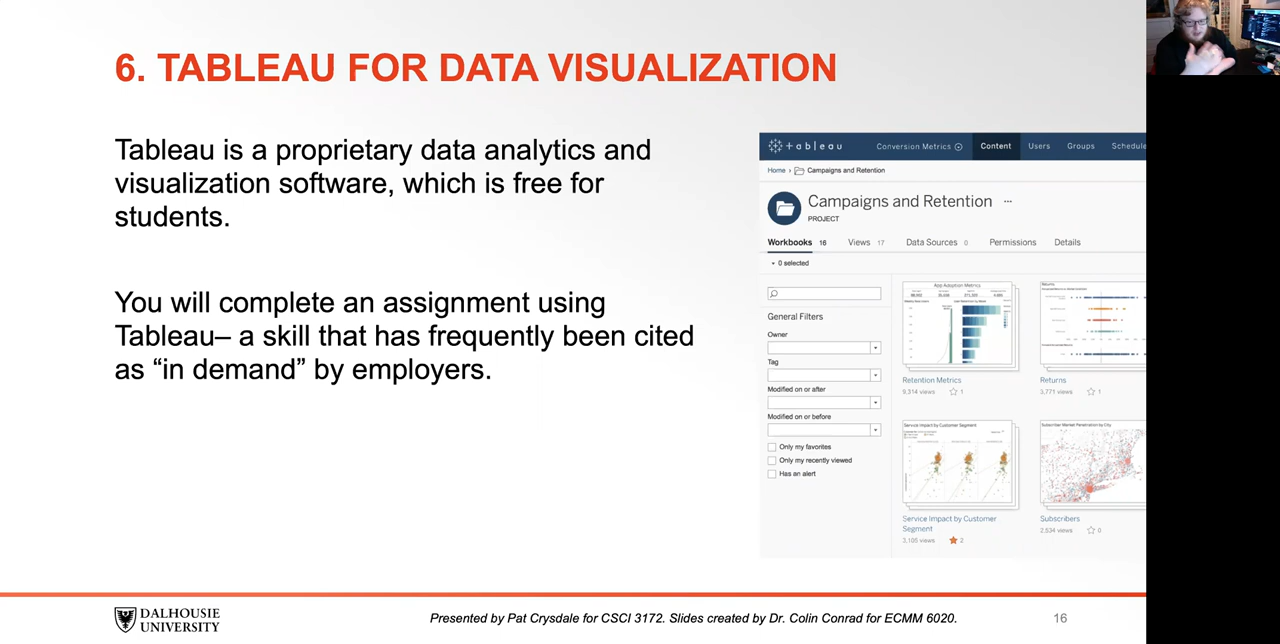 6. TABLEAU FOR DATA VISUALIZATION
Tableau is a proprietary data analytics and
visualization software, which is free for
students.
You will complete an assignment using
Tableau– a skill that has frequently been cited
as “in demand” by employers.
+ableau
Conversion Metrics
Content
Users
Groups
Schedule
Home › Campaigns and Retention
Campaigns and Retention ...
PROJECT
Workbooks 16
Views 17
Data Sources 0
Permissions
Details
0 selected
General Filters
Owner
Tag
Modified on or after
Modified on or before
Only my favorites
Only my recently viewed
Has an alert
App Adoption Metrics
Retention Metrics
9,314 views 1
Returns
Returns
3,771 views 1
Service Impact by Customer Segment
Service Impact by Customer
Segment
3,105 views 2
Subscriber Market Penetration by City
Subscribers
2,534 views 0
DALHOUSIE
UNIVERSITY
Presented by Pat Crysdale for CSCI 3172. Slides created by Dr. Colin Conrad for ECMM 6020.
16